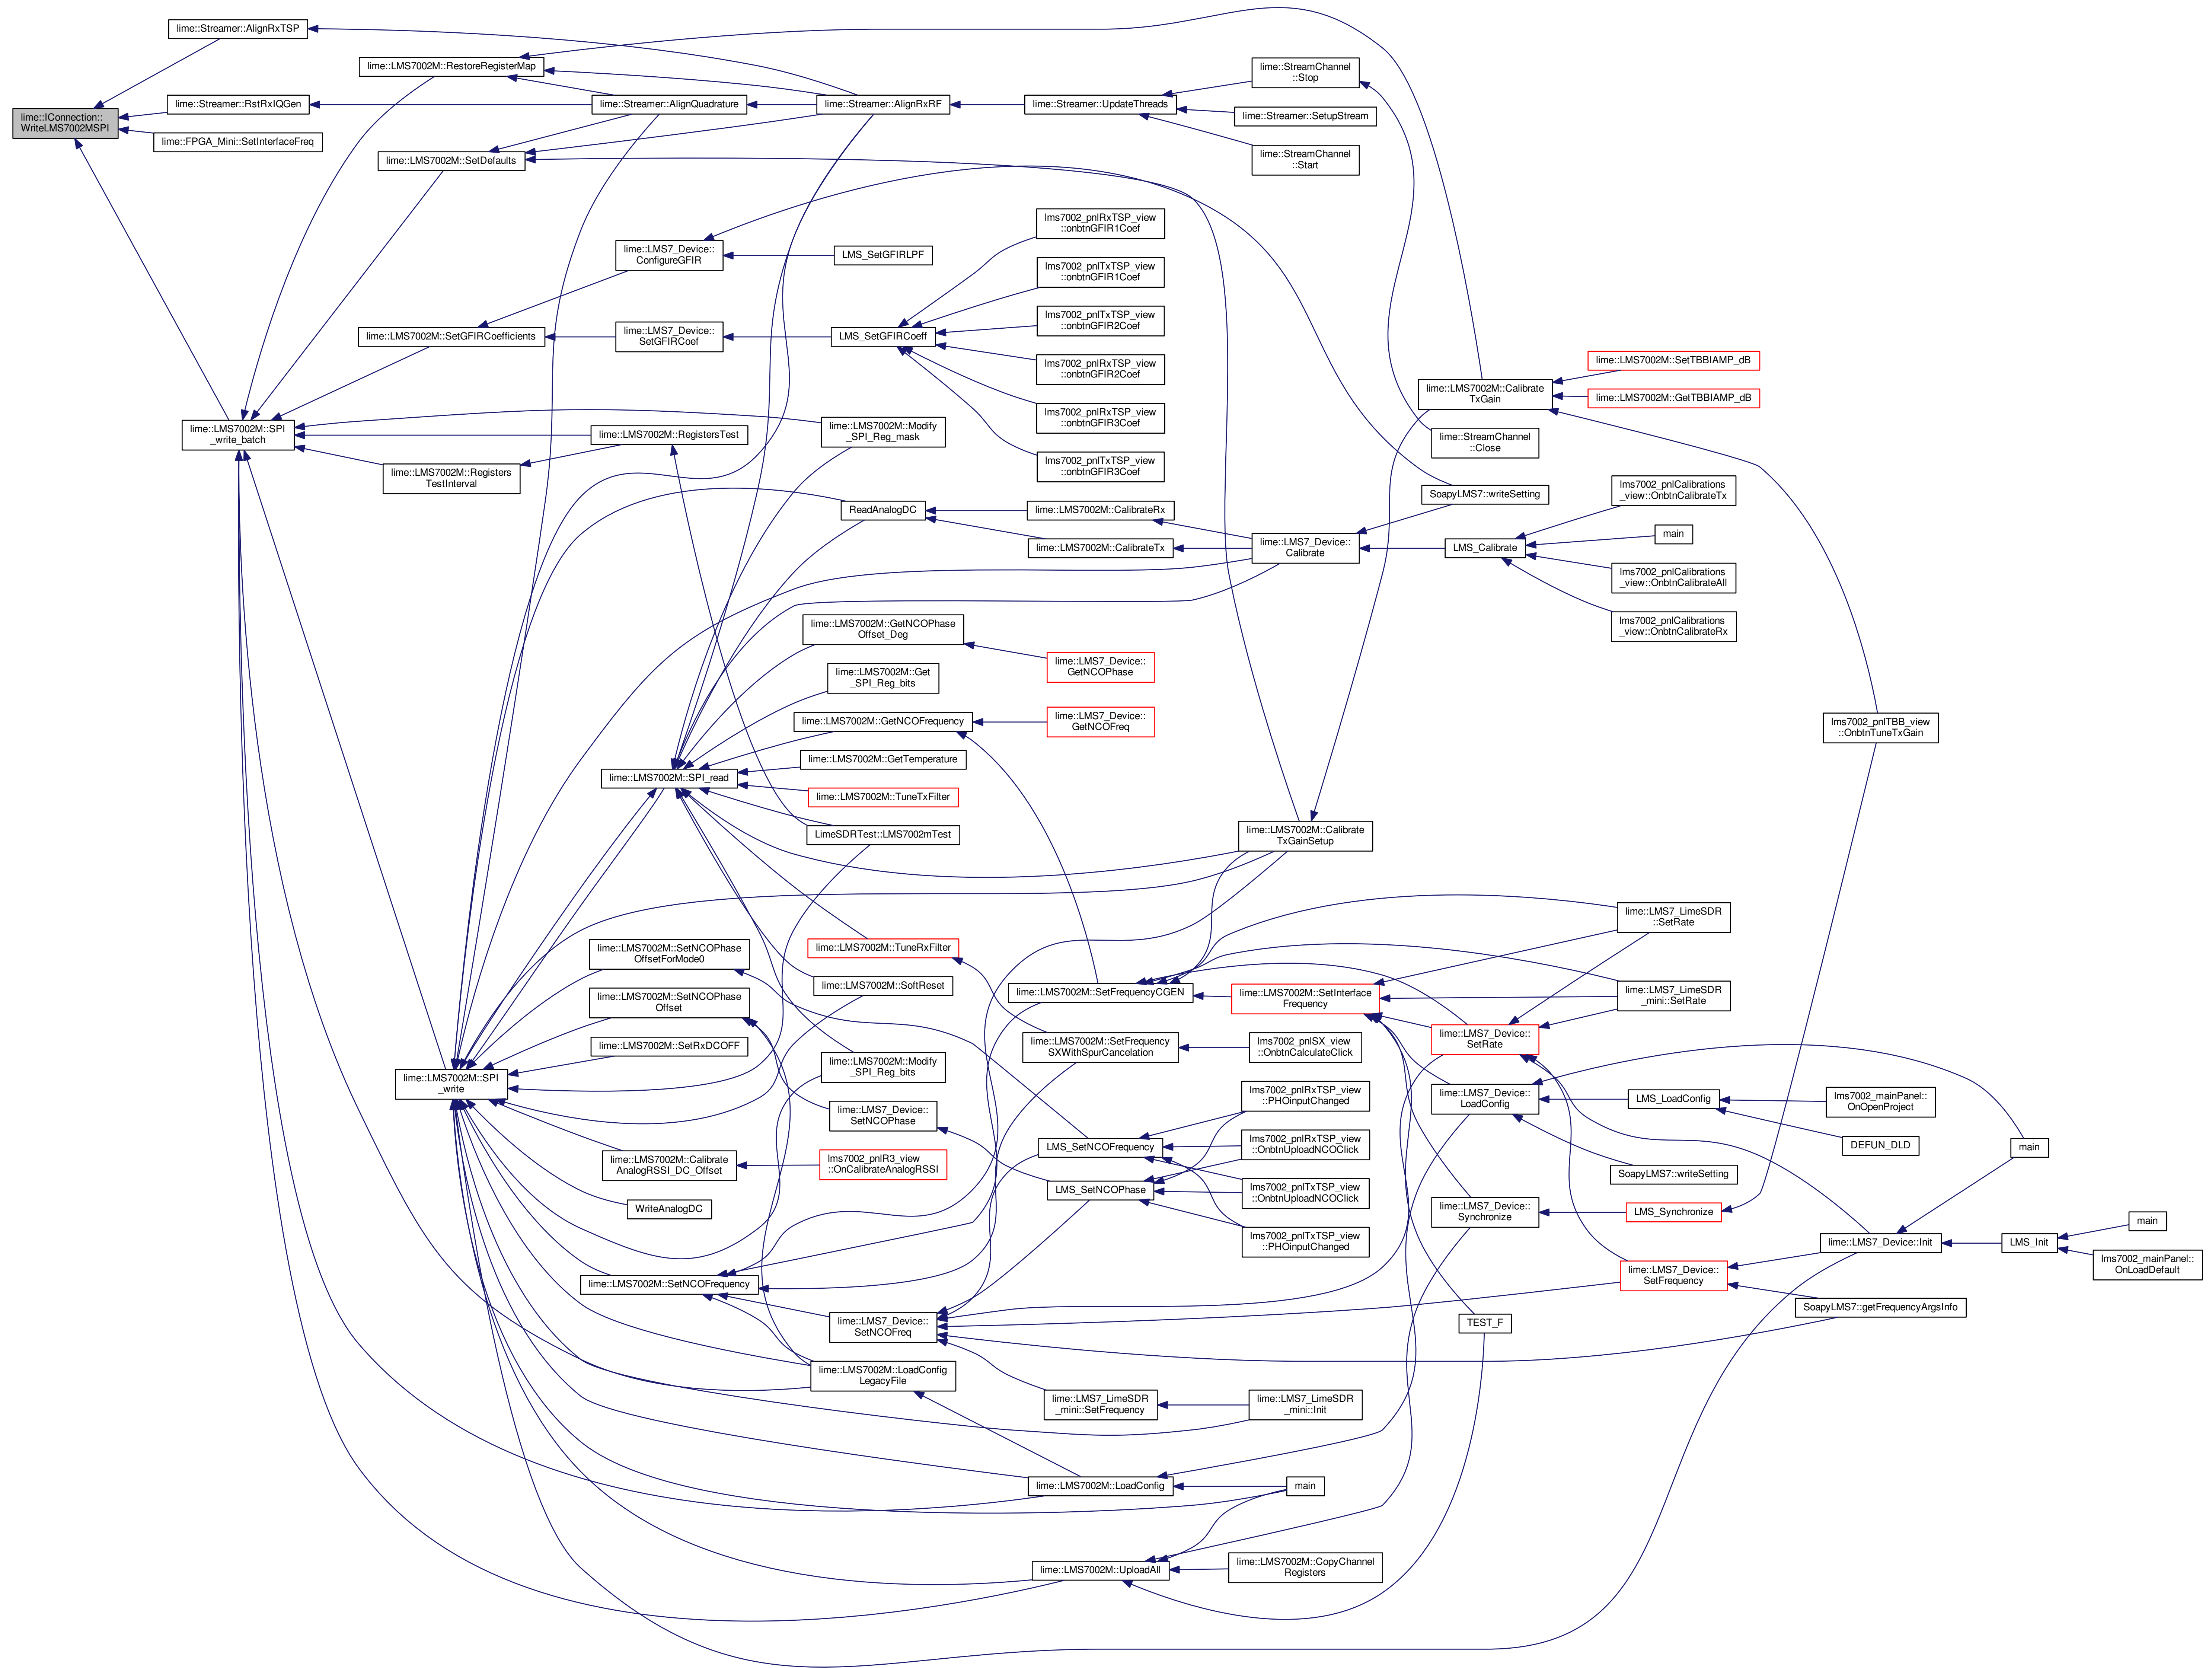 lime::IConnection::
WriteLMS7002MSPI
lime::Streamer::AlignRxTSP
lime::Streamer::RstRxIQGen
lime::FPGA_Mini::SetInterfaceFreq
lime::LMS7002M::SPI
_write_batch
lime::LMS7002M::RestoreRegisterMap
lime::LMS7002M::SetDefaults
lime::LMS7002M::SetGFIRCoefficients
lime::LMS7002M::Registers
TestInterval
lime::LMS7002M::SPI
_write
lime::Streamer::AlignQuadrature
lime::LMS7_Device::
ConfigureGFIR
lime::LMS7_Device::
SetGFIRCoef
lime::LMS7002M::RegistersTest
lime::LMS7002M::SPI_read
lime::LMS7002M::SetNCOPhase
OffsetForMode0
lime::LMS7002M::SetNCOPhase
Offset
lime::LMS7002M::SetRxDCOFF
lime::LMS7002M::Calibrate
AnalogRSSI_DC_Offset
WriteAnalogDC
lime::LMS7002M::SetNCOFrequency
lime::Streamer::AlignRxRF
LMS_SetGFIRLPF
LMS_SetGFIRCoeff
lime::LMS7002M::Modify
_SPI_Reg_mask
ReadAnalogDC
lime::LMS7002M::GetNCOPhase
Offset_Deg
lime::LMS7002M::Get
_SPI_Reg_bits
lime::LMS7002M::GetNCOFrequency
lime::LMS7002M::GetTemperature
lime::LMS7002M::TuneTxFilter
LimeSDRTest::LMS7002mTest
lime::LMS7002M::TuneRxFilter
lime::LMS7002M::SoftReset
lime::LMS7002M::Modify
_SPI_Reg_bits
lime::LMS7_Device::
SetNCOPhase
lms7002_pnlR3_view
::OnCalibrateAnalogRSSI
lime::LMS7_Device::
SetNCOFreq
lime::LMS7002M::LoadConfig
LegacyFile
lime::Streamer::UpdateThreads
lms7002_pnlRxTSP_view
::onbtnGFIR1Coef
lms7002_pnlTxTSP_view
::onbtnGFIR1Coef
lms7002_pnlTxTSP_view
::onbtnGFIR2Coef
lms7002_pnlRxTSP_view
::onbtnGFIR2Coef
lms7002_pnlRxTSP_view
::onbtnGFIR3Coef
lms7002_pnlTxTSP_view
::onbtnGFIR3Coef
lime::LMS7002M::CalibrateRx
lime::LMS7002M::CalibrateTx
lime::LMS7_Device::
GetNCOPhase
lime::LMS7_Device::
GetNCOFreq
lime::LMS7002M::SetFrequencyCGEN
lime::LMS7002M::SetFrequency
SXWithSpurCancelation
LMS_SetNCOFrequency
LMS_SetNCOPhase
lime::LMS7_LimeSDR
_mini::SetFrequency
lime::LMS7002M::LoadConfig
lime::LMS7002M::UploadAll
lime::StreamChannel
::Stop
lime::Streamer::SetupStream
lime::StreamChannel
::Start
lime::LMS7_Device::
Calibrate
lime::LMS7002M::Calibrate
TxGainSetup
lime::LMS7002M::SetInterface
Frequency
lms7002_pnlSX_view
::OnbtnCalculateClick
lms7002_pnlRxTSP_view
::PHOinputChanged
lms7002_pnlRxTSP_view
::OnbtnUploadNCOClick
lms7002_pnlTxTSP_view
::OnbtnUploadNCOClick
lms7002_pnlTxTSP_view
::PHOinputChanged
lime::LMS7_LimeSDR
_mini::Init
main
lime::LMS7002M::CopyChannel
Registers
lime::LMS7002M::Calibrate
TxGain
lime::StreamChannel
::Close
SoapyLMS7::writeSetting
LMS_Calibrate
lime::LMS7_Device::
SetRate
lime::LMS7_Device::
LoadConfig
lime::LMS7_Device::
Synchronize
TEST_F
lime::LMS7002M::SetTBBIAMP_dB
lime::LMS7002M::GetTBBIAMP_dB
lms7002_pnlCalibrations
_view::OnbtnCalibrateTx
main
lms7002_pnlCalibrations
_view::OnbtnCalibrateAll
lms7002_pnlCalibrations
_view::OnbtnCalibrateRx
lime::LMS7_LimeSDR
::SetRate
lime::LMS7_LimeSDR
_mini::SetRate
LMS_LoadConfig
SoapyLMS7::writeSetting
LMS_Synchronize
lime::LMS7_Device::
SetFrequency
lms7002_pnlTBB_view
::OnbtnTuneTxGain
lms7002_mainPanel::
OnOpenProject
DEFUN_DLD
lime::LMS7_Device::Init
SoapyLMS7::getFrequencyArgsInfo
main
LMS_Init
main
lms7002_mainPanel::
OnLoadDefault